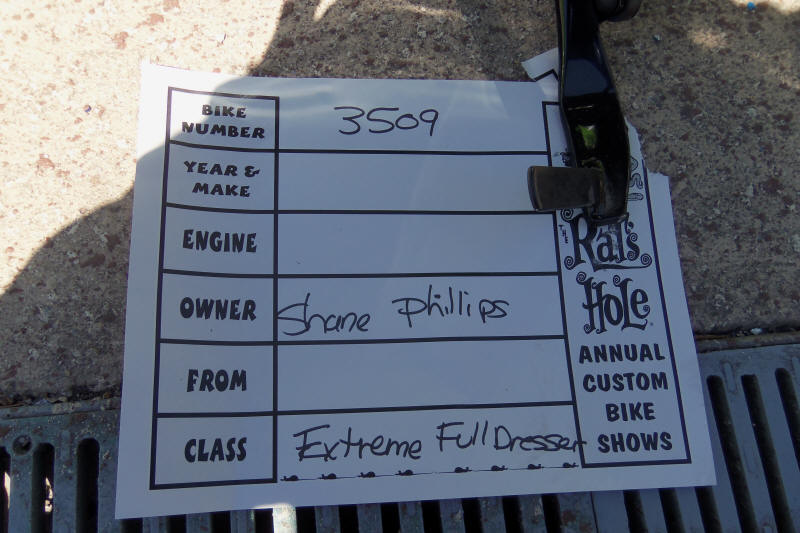 BIKE NUMBER 3509
YEAR & MAKE
ENGINE
OWNER Shane Phillips
FROM
CLASS Extreme Full Dresser
THE
RAT'S
HOLE
ANNUAL
CUSTOM
BIKE
SHOWS